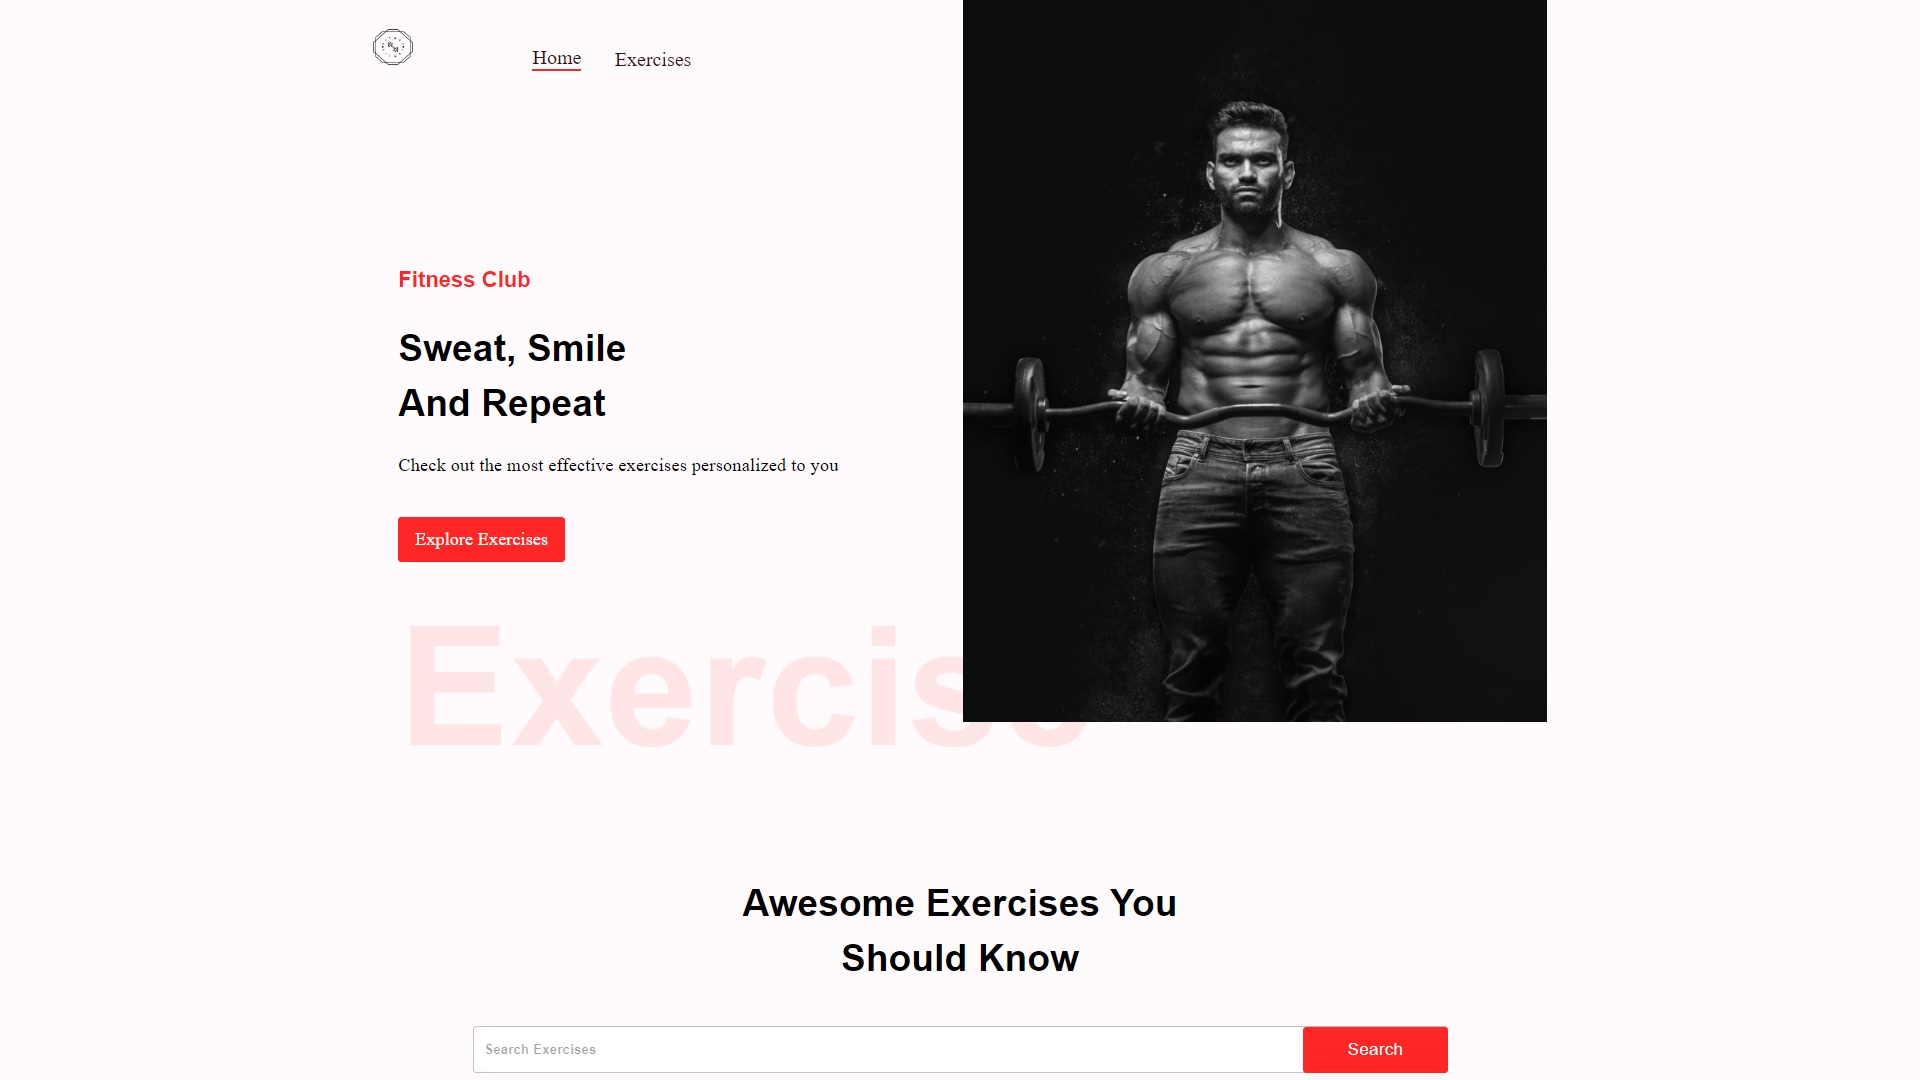 Home Exercises
Fitness Club
Sweat, Smile
And Repeat
Check out the most effective exercises personalized to you
Explore Exercises
Exercise
Awesome Exercises You
Should Know
Search Exercises
Search